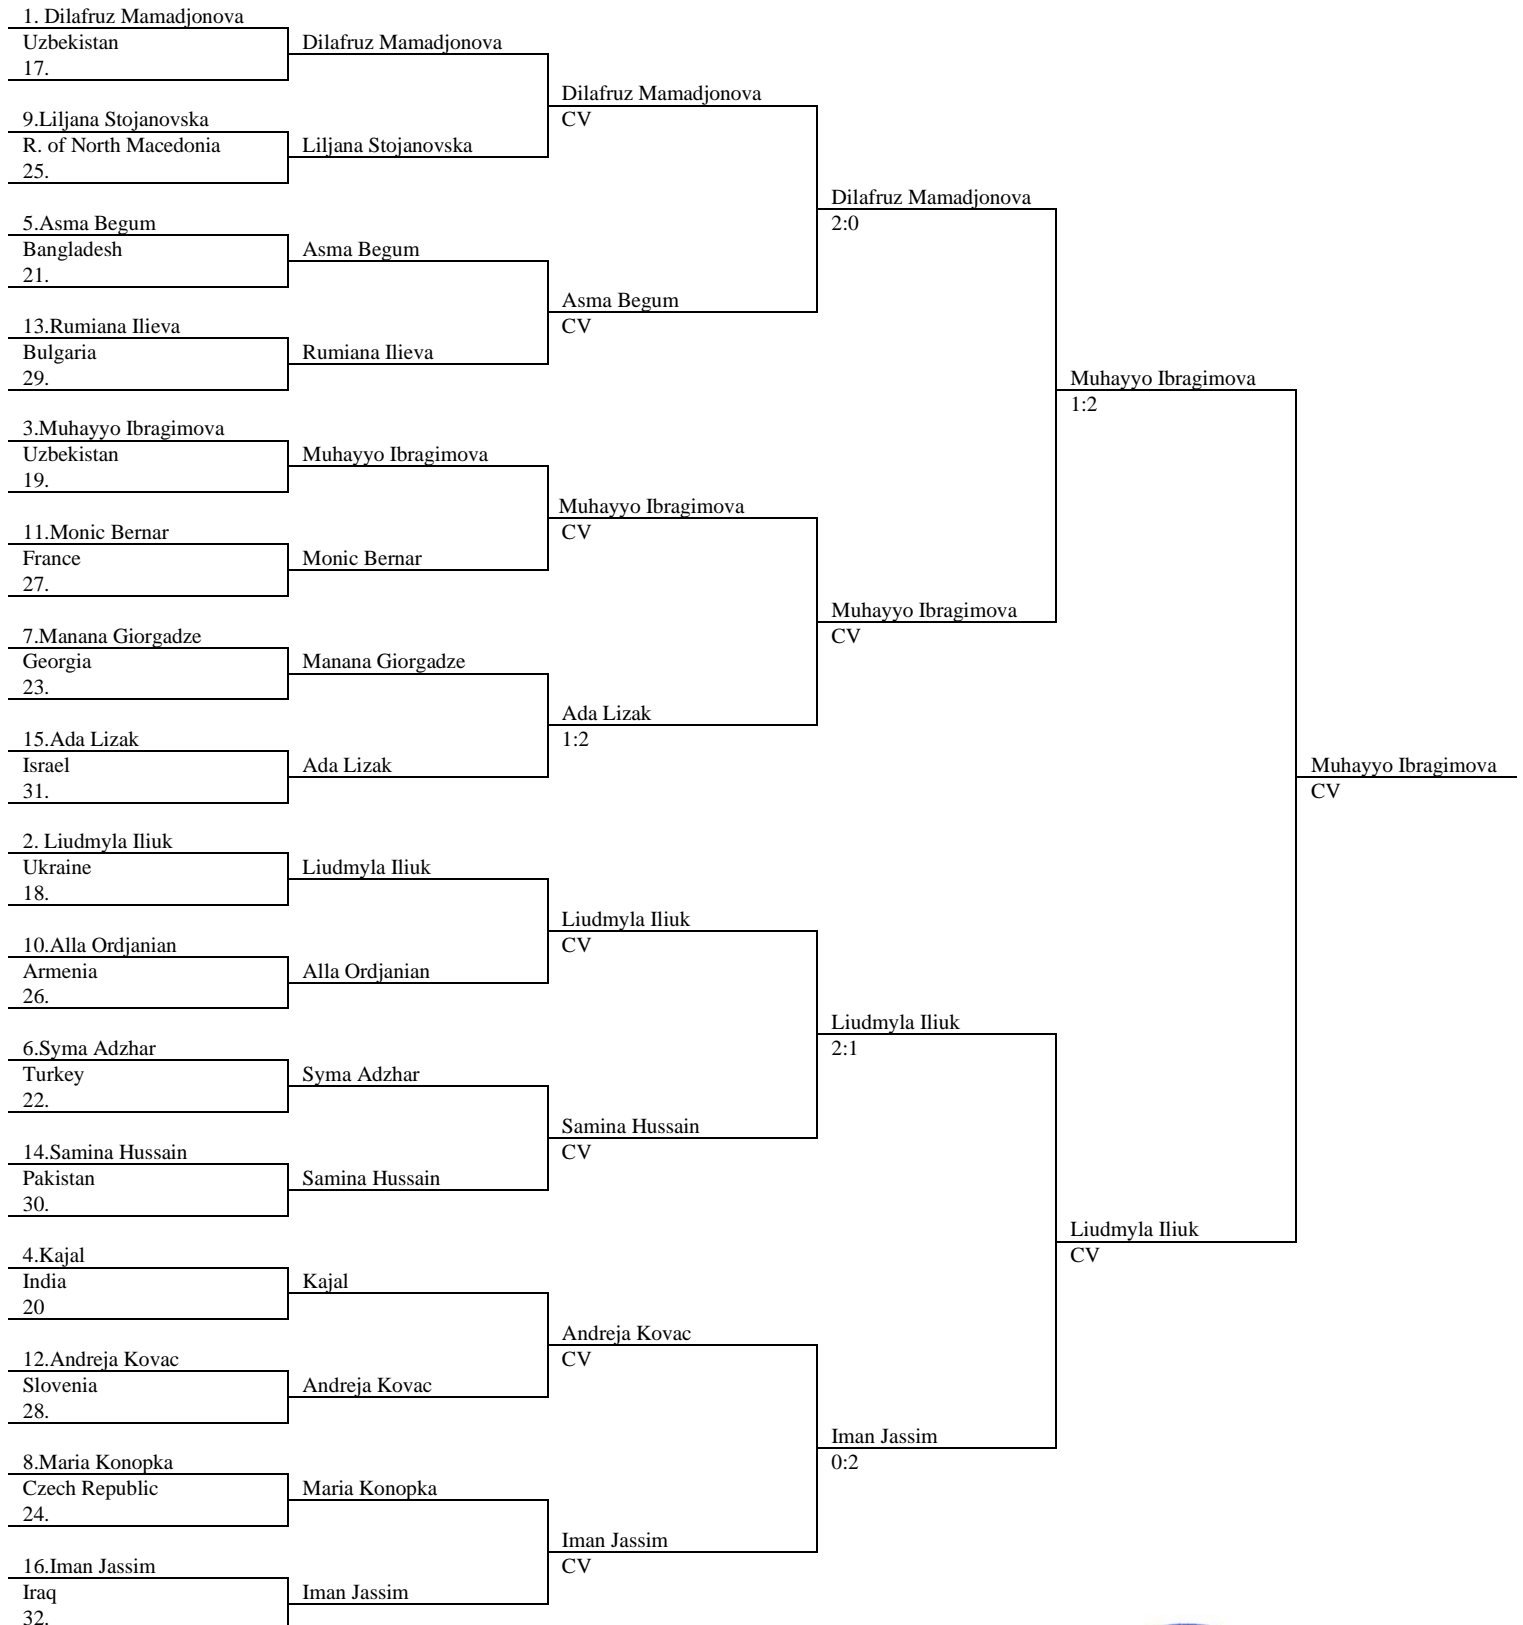 1. Dilafruz Mamadjonova
Uzbekistan
17.
9.Liljana Stojanovska
R. of North Macedonia
25.
5.Asma Begum
Bangladesh
21.
13.Rumiana Ilieva
Bulgaria
29.
3.Muhayyo Ibragimova
Uzbekistan
19.
11.Monic Bernar
France
27.
7.Manana Giorgadze
Georgia
23.
15.Ada Lizak
Israel
31.
2. Liudmyla Iliuk
Ukraine
18.
10.Alla Ordjanian
Armenia
26.
6.Syma Adzhar
Turkey
22.
14.Samina Hussain
Pakistan
30.
4.Kajal
India
20
12.Andreja Kovac
Slovenia
28.
8.Maria Konopka
Czech Republic
24.
16.Iman Jassim
Iraq
32.
Dilafruz Mamadjonova
Liljana Stojanovska
Asma Begum
Rumiana Ilieva
Muhayyo Ibragimova
Monic Bernar
Manana Giorgadze
Ada Lizak
Liudmyla Iliuk
Alla Ordjanian
Syma Adzhar
Samina Hussain
Kajal
Andreja Kovac
Maria Konopka
Iman Jassim
Dilafruz Mamadjonova
CV
Asma Begum
CV
Muhayyo Ibragimova
CV
Ada Lizak
1:2
Liudmyla Iliuk
CV
Samina Hussain
CV
Andreja Kovac
CV
Iman Jassim
CV
Dilafruz Mamadjonova
2:0
Muhayyo Ibragimova
CV
Liudmyla Iliuk
2:1
Iman Jassim
0:2
Muhayyo Ibragimova
1:2
Liudmyla Iliuk
CV
Muhayyo Ibragimova
CV